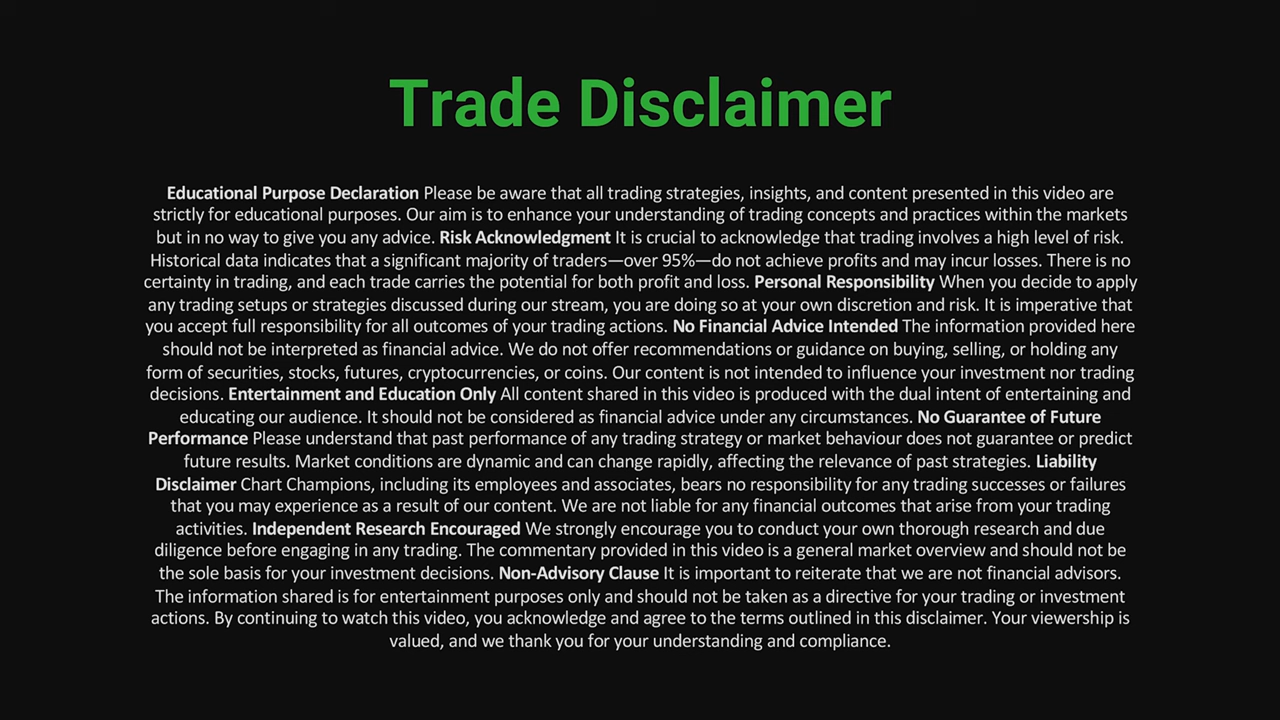 Trade Disclaimer
Educational Purpose Declaration Please be aware that all trading strategies, insights, and content presented in this video are
strictly for educational purposes. Our aim is to enhance your understanding of trading concepts and practices within the markets
but in no way to give you any advice. Risk Acknowledgment It is crucial to acknowledge that trading involves a high level of risk.
Historical data indicates that a significant majority of traders—over 95%—do not achieve profits and may incur losses. There is no
certainty in trading, and each trade carries the potential for both profit and loss. Personal Responsibility When you decide to apply
any trading setups or strategies discussed during our stream, you are doing so at your own discretion and risk. It is imperative that
you accept full responsibility for all outcomes of your trading actions. No Financial Advice Intended The information provided here
should not be interpreted as financial advice. We do not offer recommendations or guidance on buying, selling, or holding any
form of securities, stocks, futures, cryptocurrencies, or coins. Our content is not intended to influence your investment nor trading
decisions. Entertainment and Education Only All content shared in this video is produced with the dual intent of entertaining and
educating our audience. It should not be considered as financial advice under any circumstances. No Guarantee of Future
Performance Please understand that past performance of any trading strategy or market behaviour does not guarantee or predict
future results. Market conditions are dynamic and can change rapidly, affecting the relevance of past strategies. Liability
Disclaimer Chart Champions, including its employees and associates, bears no responsibility for any trading successes or failures
that you may experience as a result of our content. We are not liable for any financial outcomes that arise from your trading
activities. Independent Research Encouraged We strongly encourage you to conduct your own thorough research and due
diligence before engaging in any trading. The commentary provided in this video is a general market overview and should not be
the sole basis for your investment decisions. Non-Advisory Clause It is important to reiterate that we are not financial advisors.
The information shared is for entertainment purposes only and should not be taken as a directive for your trading or investment
actions. By continuing to watch this video, you acknowledge and agree to the terms outlined in this disclaimer. Your viewership is
valued, and we thank you for your understanding and compliance.